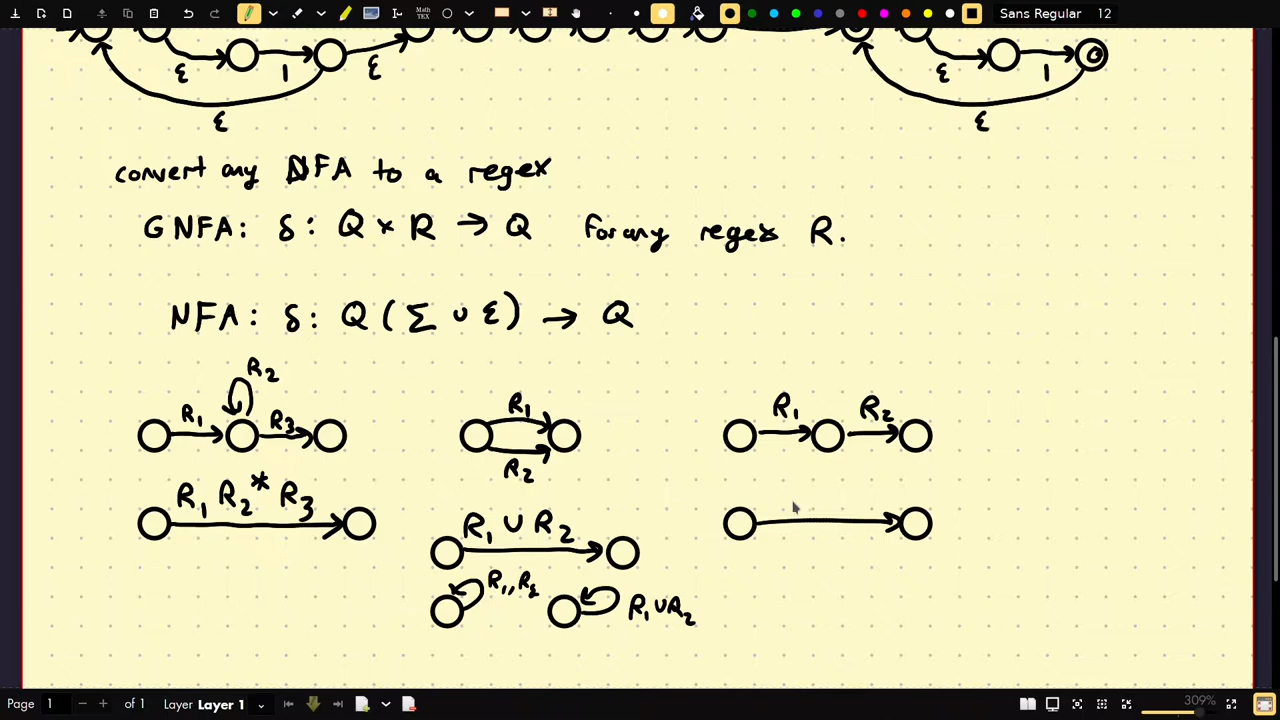 Sans Regular 12
ε 1 ε ε 1
ε ε
convert any NFA to a regex
GNFA: δ: Q × R → Q for any regex R.
NFA: δ: Q (Σ ∪ ε) → Q
R₂
R₁ R₃ R₁ R₁ R₂
R₂
R₁ R₂* R₃
R₁ ∪ R₂
R₁, R₂ R₁∪R₂
Page 1 of 1 Layer Layer 1 309%